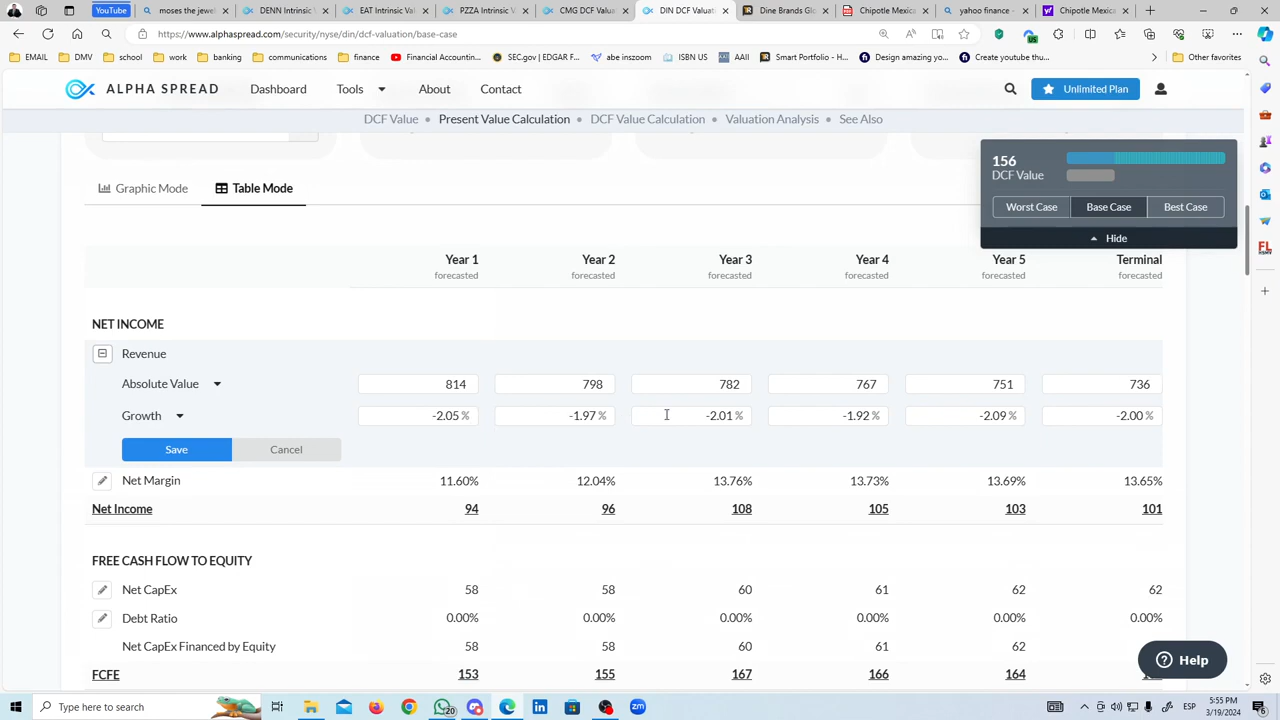 YouTube
moses the jewel
DENN Intrinsic V
EAT Intrinsic Val
PZZA Intrinsic V
CMG DCF Value
DIN DCF Valuati
Dine Brands Glo
Chipotle Mexica
yahoo finance -
Chipotle Mexica
https://www.alphaspread.com/security/nyse/din/dcf-valuation/base-case
EMAIL
DMV
school
work
banking
communications
finance
Financial Accountin...
SEC.gov | EDGAR F...
abe inszoom
ISBN US
AAII
Smart Portfolio - H...
Design amazing yo...
Create youtube thu...
Other favorites
ALPHA SPREAD
Dashboard
Tools
About
Contact
Unlimited Plan
DCF Value
Present Value Calculation
DCF Value Calculation
Valuation Analysis
See Also
156
DCF Value
Worst Case
Base Case
Best Case
Hide
Graphic Mode
Table Mode
Year 1 Year 2 Year 3 Year 4 Year 5 Terminal
forecasted forecasted forecasted forecasted forecasted forecasted
NET INCOME
Revenue
Absolute Value 814 798 782 767 751 736
Growth -2.05 % -1.97 % -2.01 % -1.92 % -2.09 % -2.00 %
Save Cancel
Net Margin 11.60% 12.04% 13.76% 13.73% 13.69% 13.65%
Net Income 94 96 108 105 103 101
FREE CASH FLOW TO EQUITY
Net CapEx 58 58 60 61 62 62
Debt Ratio 0.00% 0.00% 0.00% 0.00% 0.00% 0.00%
Net CapEx Financed by Equity 58 58 60 61 62
FCFE 153 155 167 166 164
Help
Type here to search
20
ESP
5:55 PM
3/19/2024
6